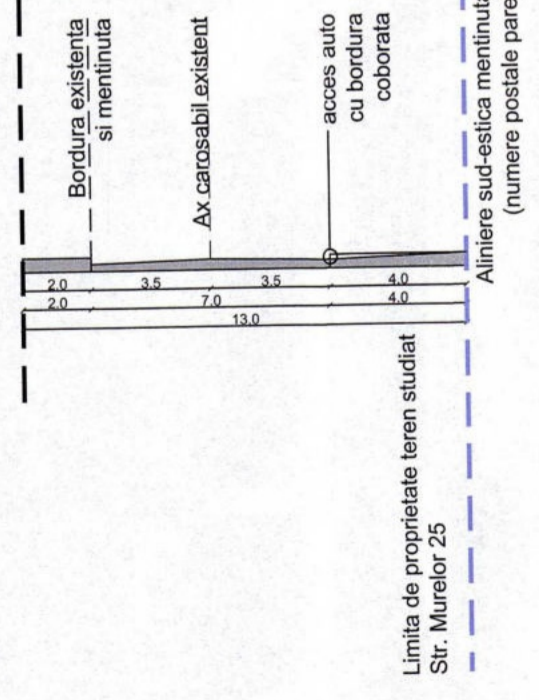 Bordura existenta
si mentinuta
Ax carosabil existent
acces auto
cu bordura
coborata
2.0
3.5
3.5
4.0
2.0
7.0
4.0
13.0
Limita de proprietate teren studiat
Str. Murelor 25
Aliniere sud-estica mentinuta
(numere postale pare